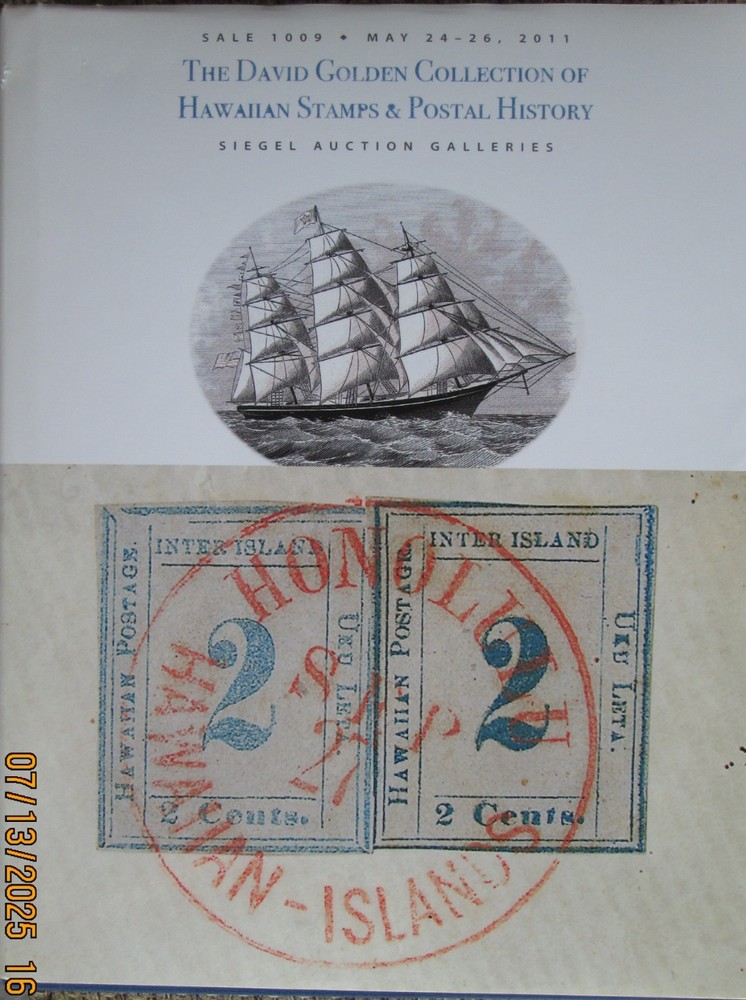 SALE 1009 ◆ MAY 24–26, 2011
THE DAVID GOLDEN COLLECTION OF
HAWAIIAN STAMPS & POSTAL HISTORY
SIEGEL AUCTION GALLERIES
INTER ISLAND
HAWAIIAN POSTAGE.
2
UKU LETA.
2 Cents.
INTER ISLAND
HAWAIIAN POSTAGE
2
UKU LETA.
2 Cents.
HONOLULU
HAWAIIAN-ISLANDS
07/13/2025 16